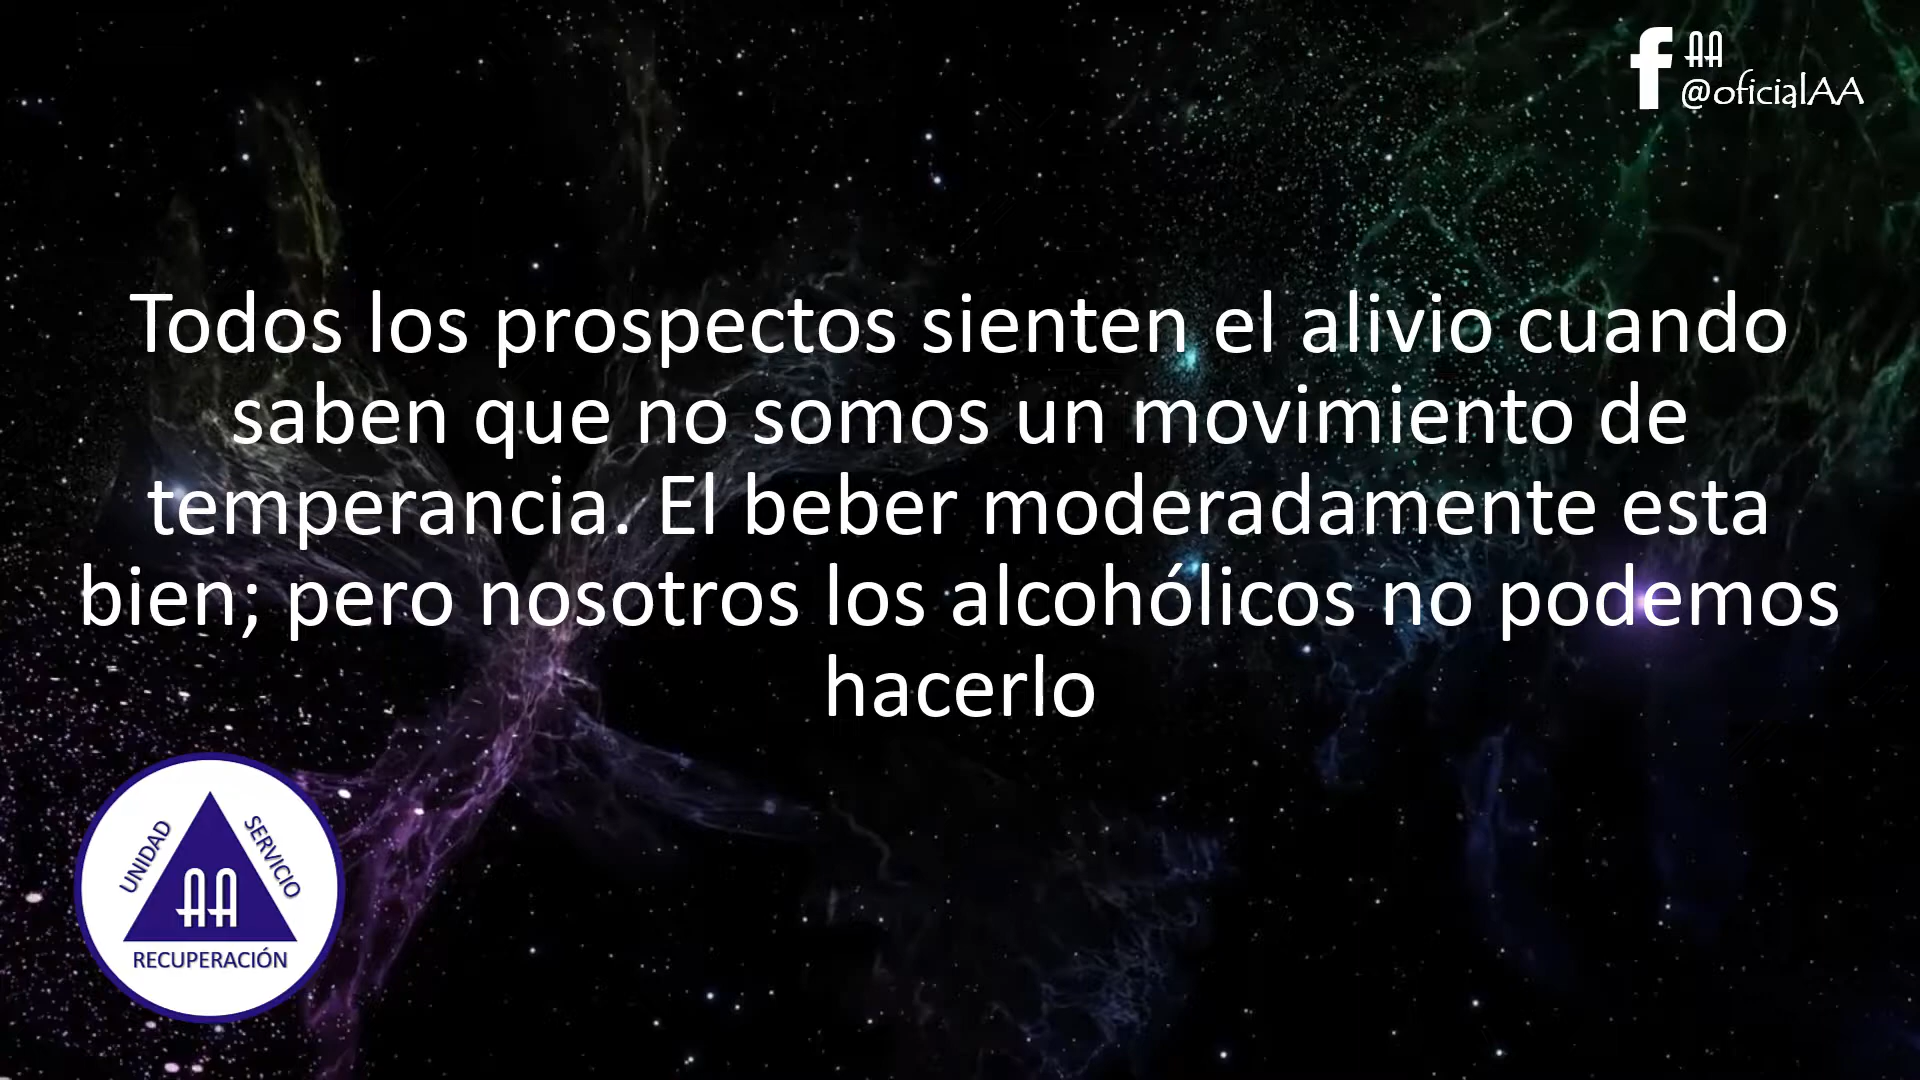 f AA
@oficialAA
Todos los prospectos sienten el alivio cuando
saben que no somos un movimiento de
temperancia. El beber moderadamente esta
bien; pero nosotros los alcohólicos no podemos
hacerlo
UNIDAD
SERVICIO
AA
RECUPERACIÓN